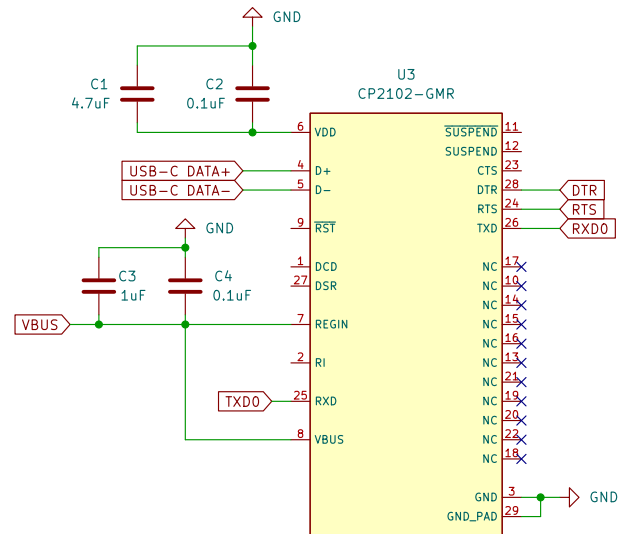 GND
U3
CP2102-GMR
C1
4.7uF
C2
0.1uF
6 VDD
SUSPEND 11
SUSPEND 12
USB-C DATA+ 4 D+
CTS 23
USB-C DATA- 5 D-
DTR 28 DTR
RTS 24 RTS
9 RST
TXD 26 RXD0
GND
1 DCD
NC 17
C3
1uF
C4
0.1uF
27 DSR
NC 10
NC 14
VBUS 7 REGIN
NC 15
NC 16
2 RI
NC 13
NC 21
TXD0 25 RXD
NC 19
NC 20
8 VBUS
NC 22
NC 18
GND 3 GND
GND_PAD 29